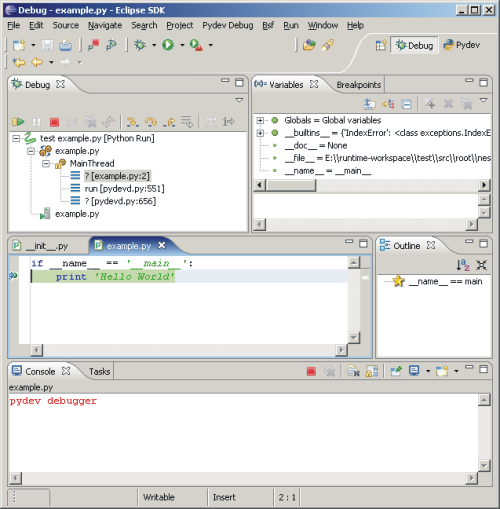 Debug - example.py - Eclipse SDK
File Edit Source Navigate Search Project Pydev Debug Bsf Run Window Help
Debug Pydev
Debug
test example.py [Python Run]
example.py
MainThread
? [example.py:2]
run [pydevd.py:551]
? [pydevd.py:656]
example.py
(x)= Variables Breakpoints
Globals = Global variables
__builtins__ = {'IndexError': <class exceptions.IndexE
__doc__ = None
__file__ = E:\\runtime-workspace\\test\\src\\root\\nes
__name__ = __main__
__init__.py example.py
if __name__ == '__main__':
print 'Hello World'
Outline
__name__ == main
Console Tasks
example.py
pydev debugger
Writable Insert 2 : 1